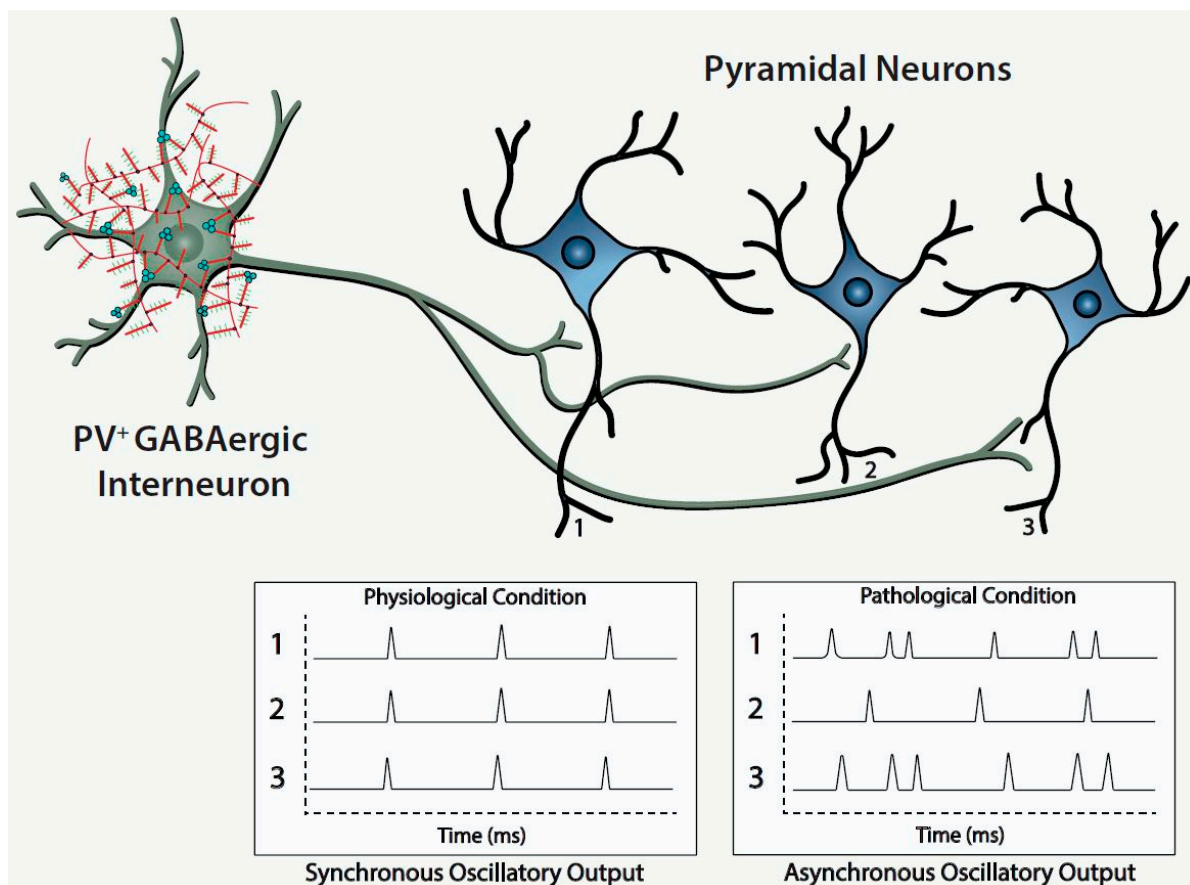 Pyramidal Neurons
PV⁺ GABAergic
Interneuron
1
2
3
Physiological Condition
1
2
3
Time (ms)
Synchronous Oscillatory Output
Pathological Condition
1
2
3
Time (ms)
Asynchronous Oscillatory Output